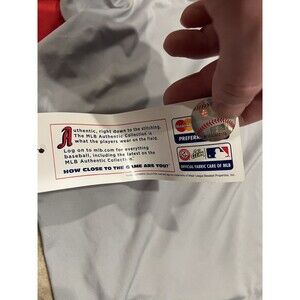 Authentic, right down to the stitching.
The MLB Authentic Collection is
what the players wear on the field.
Log on to mlb.com for everything
baseball, including the latest on the
MLB Authentic Collection.
HOW CLOSE TO THE GAME ARE YOU?
PREFERRED
OFFICIAL FABRIC CARE OF MLB